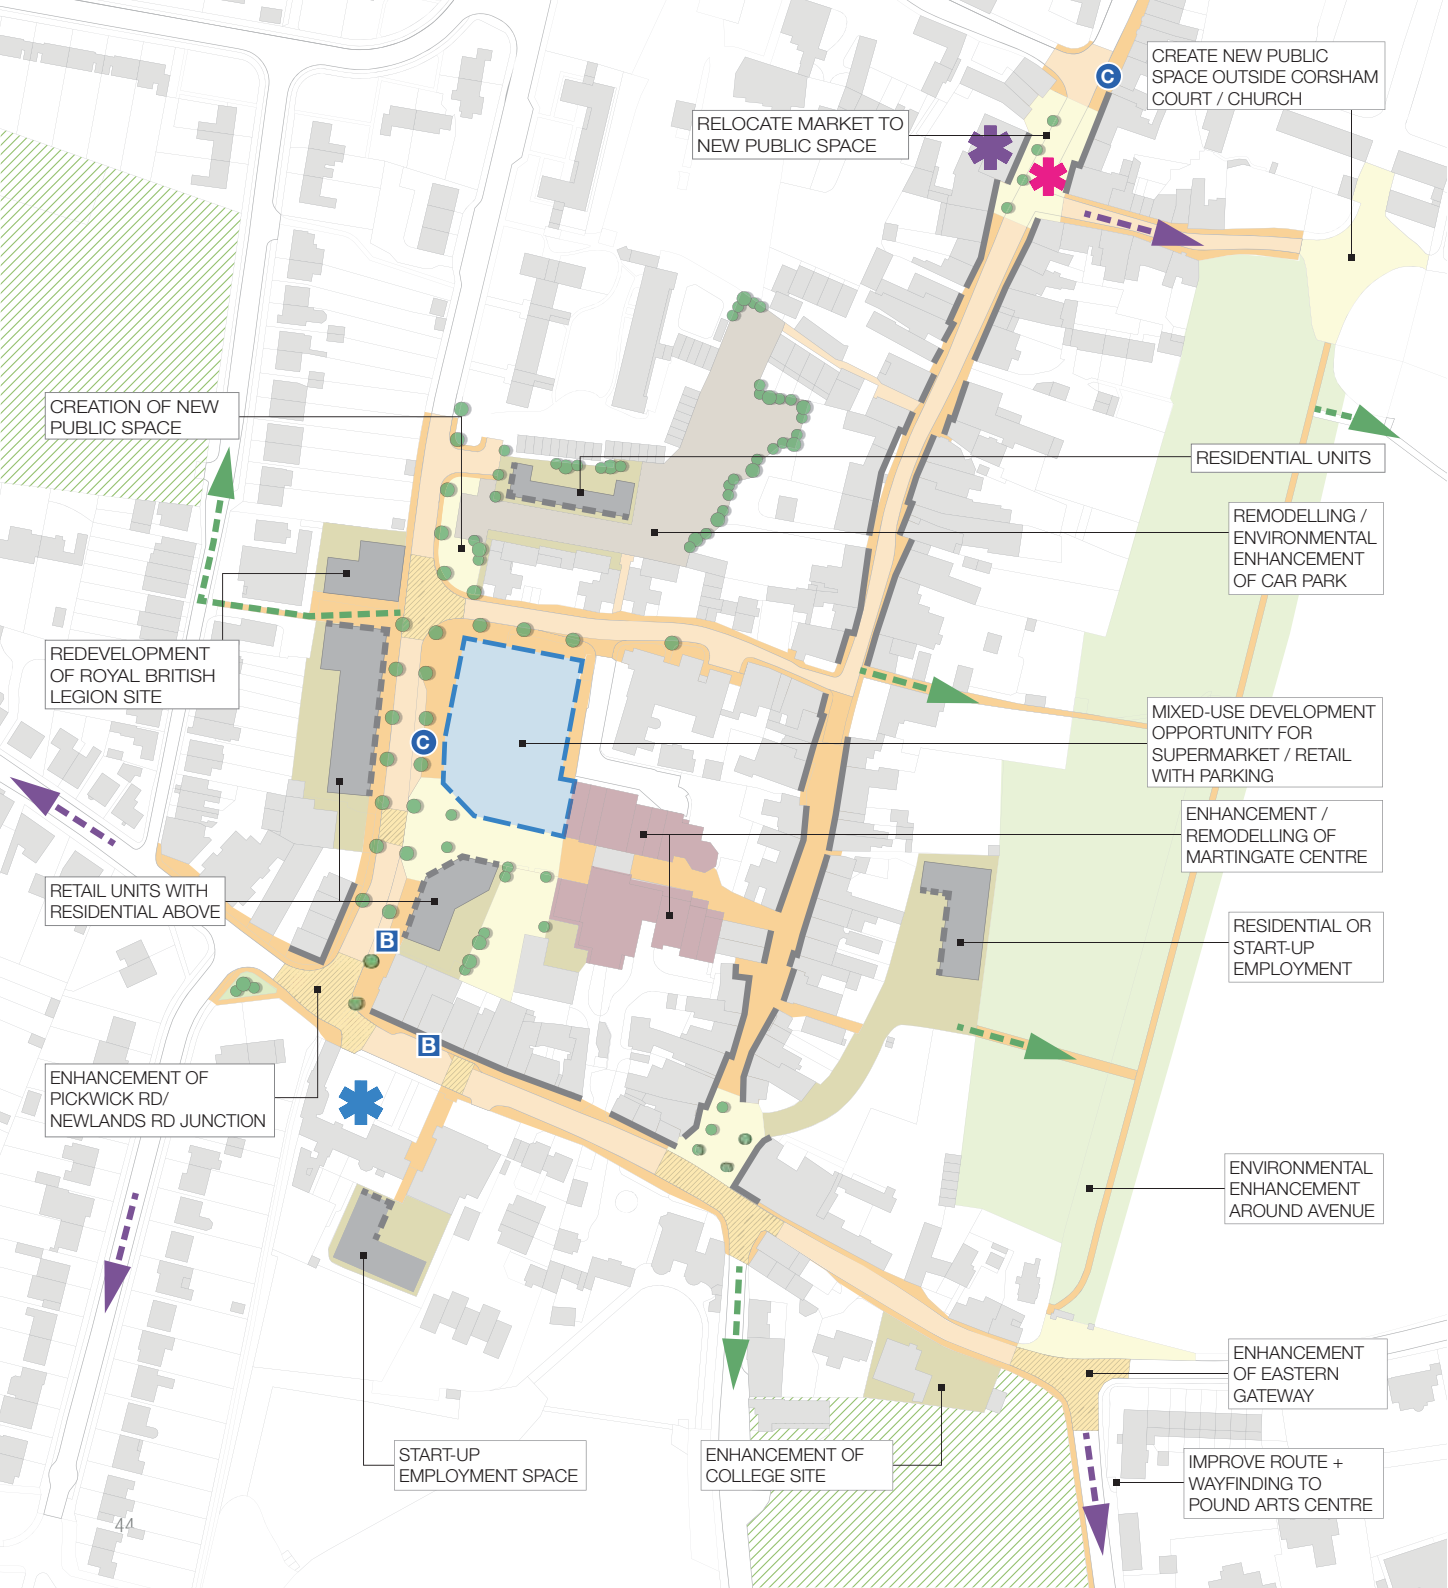 CREATE NEW PUBLIC
SPACE OUTSIDE CORSHAM
COURT / CHURCH
C
RELOCATE MARKET TO
NEW PUBLIC SPACE
CREATION OF NEW
PUBLIC SPACE
RESIDENTIAL UNITS
REMODELLING /
ENVIRONMENTAL
ENHANCEMENT
OF CAR PARK
REDEVELOPMENT
OF ROYAL BRITISH
LEGION SITE
MIXED-USE DEVELOPMENT
OPPORTUNITY FOR
SUPERMARKET / RETAIL
WITH PARKING
C
ENHANCEMENT /
REMODELLING OF
MARTINGATE CENTRE
RETAIL UNITS WITH
RESIDENTIAL ABOVE
RESIDENTIAL OR
START-UP
EMPLOYMENT
B
B
ENHANCEMENT OF
PICKWICK RD/
NEWLANDS RD JUNCTION
ENVIRONMENTAL
ENHANCEMENT
AROUND AVENUE
ENHANCEMENT
OF EASTERN
GATEWAY
START-UP
EMPLOYMENT SPACE
ENHANCEMENT OF
COLLEGE SITE
IMPROVE ROUTE +
WAYFINDING TO
POUND ARTS CENTRE
44